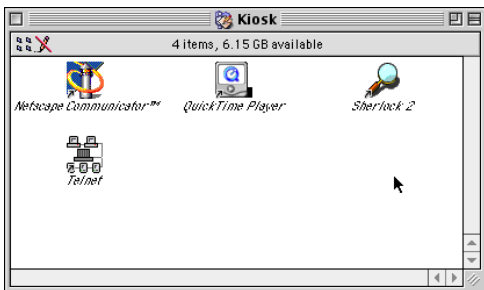 Kiosk
4 items, 6.15 GB available
Netscape Communicator™
QuickTime Player
Sherlock 2
Telnet